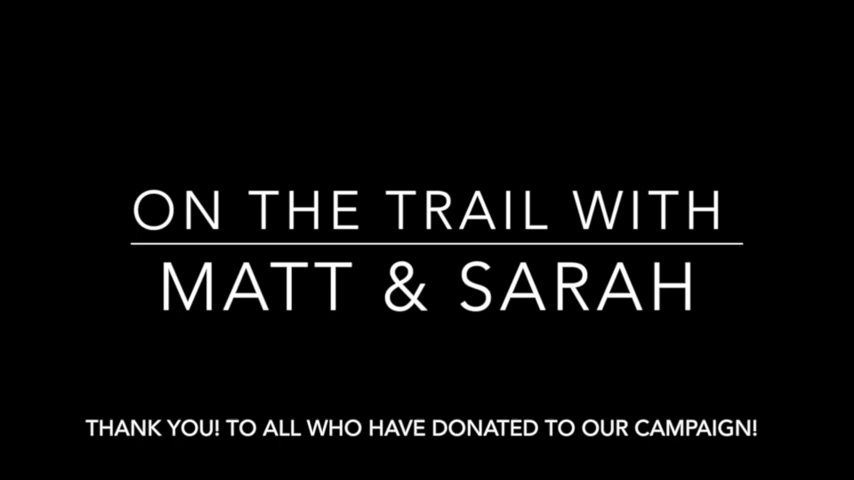 ON THE TRAIL WITH
MATT & SARAH
THANK YOU! TO ALL WHO HAVE DONATED TO OUR CAMPAIGN!